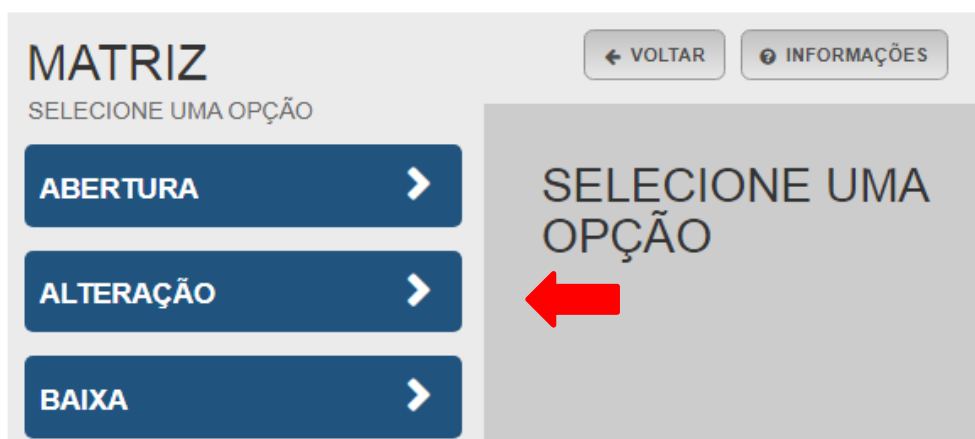 MATRIZ
SELECIONE UMA OPÇÃO
ABERTURA
ALTERAÇÃO
BAIXA
VOLTAR
INFORMAÇÕES
SELECIONE UMA
OPÇÃO